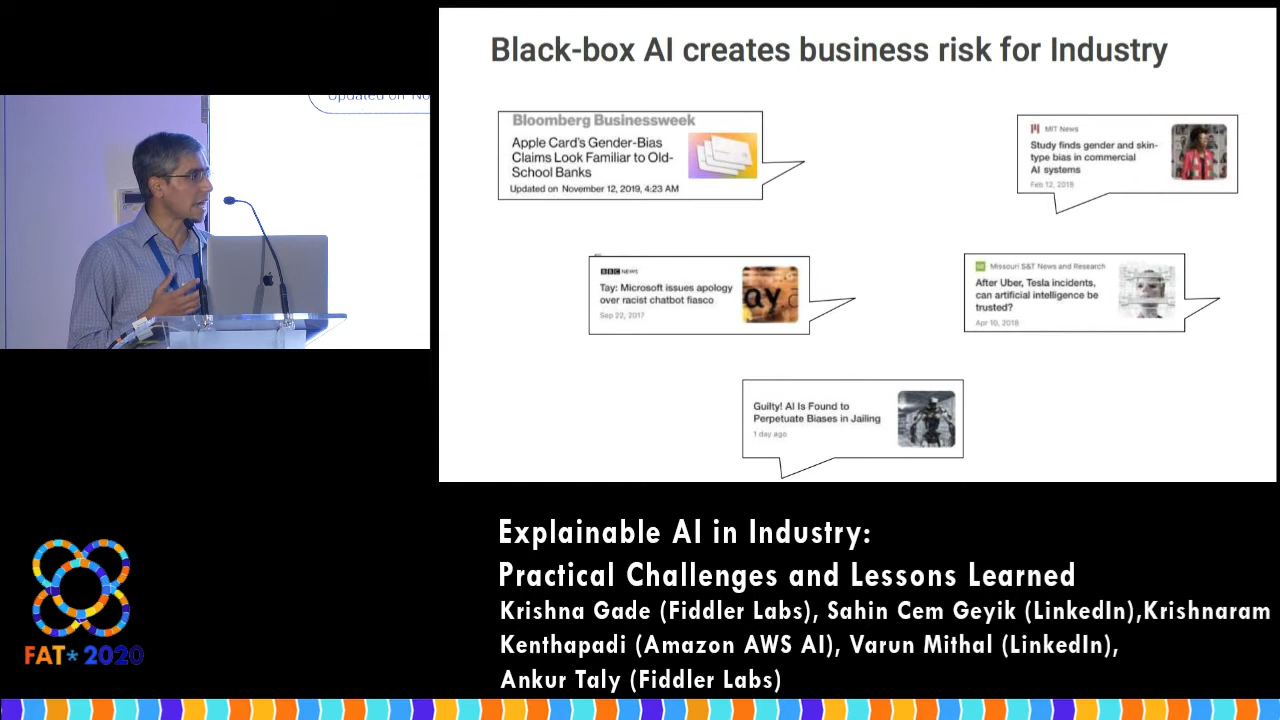 Updated on No
Black-box AI creates business risk for Industry
Bloomberg Businessweek
Apple Card's Gender-Bias
Claims Look Familiar to Old-
School Banks
Updated on November 12, 2019, 4:23 AM
MIT News
Study finds gender and skin-
type bias in commercial
AI systems
Feb 12, 2018
BBC NEWS
Tay: Microsoft issues apology
over racist chatbot fiasco
Sep 22, 2017
ay
Missouri S&T News and Research
After Uber, Tesla incidents,
can artificial intelligence be
trusted?
Apr 10, 2018
Guilty! AI Is Found to
Perpetuate Biases in Jailing
1 day ago
Explainable AI in Industry:
Practical Challenges and Lessons Learned
Krishna Gade (Fiddler Labs), Sahin Cem Geyik (LinkedIn),Krishnaram
Kenthapadi (Amazon AWS AI), Varun Mithal (LinkedIn),
Ankur Taly (Fiddler Labs)
FAT* 2020